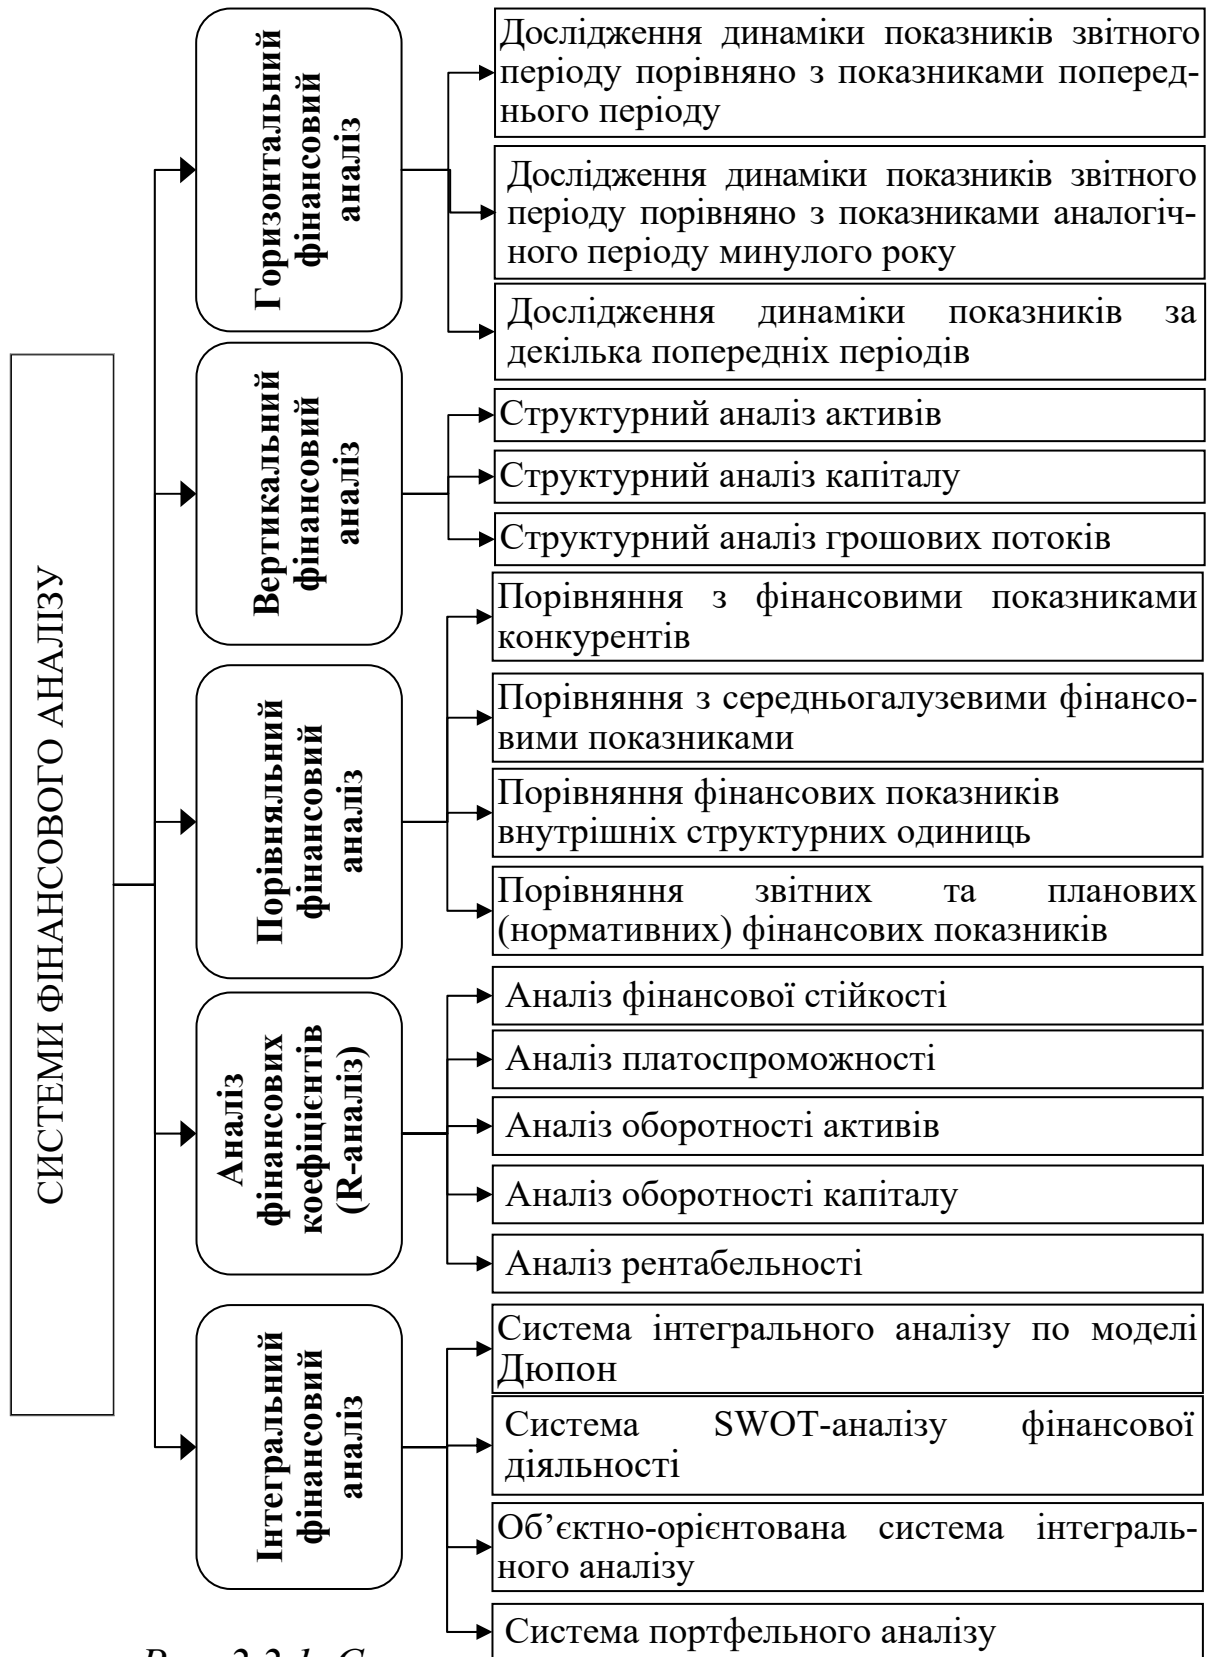 СИСТЕМИ ФІНАНСОВОГО АНАЛІЗУ
Горизонтальний
фінансовий
аналіз
Дослідження динаміки показників звітного
періоду порівняно з показниками поперед-
нього періоду
Дослідження динаміки показників звітного
періоду порівняно з показниками аналогіч-
ного періоду минулого року
Дослідження динаміки показників за
декілька попередніх періодів
Вертикальний
фінансовий
аналіз
Структурний аналіз активів
Структурний аналіз капіталу
Структурний аналіз грошових потоків
Порівняльний
фінансовий
аналіз
Порівняння з фінансовими показниками
конкурентів
Порівняння з середньогалузевими фінансо-
вими показниками
Порівняння фінансових показників
внутрішніх структурних одиниць
Порівняння звітних та планових
(нормативних) фінансових показників
Аналіз
фінансових
коефіцієнтів
(R-аналіз)
Аналіз фінансової стійкості
Аналіз платоспроможності
Аналіз оборотності активів
Аналіз оборотності капіталу
Аналіз рентабельності
Інтегральний
фінансовий
аналіз
Система інтегрального аналізу по моделі
Дюпон
Система SWOT-аналізу фінансової
діяльності
Об’єктно-орієнтована система інтеграль-
ного аналізу
Система портфельного аналізу